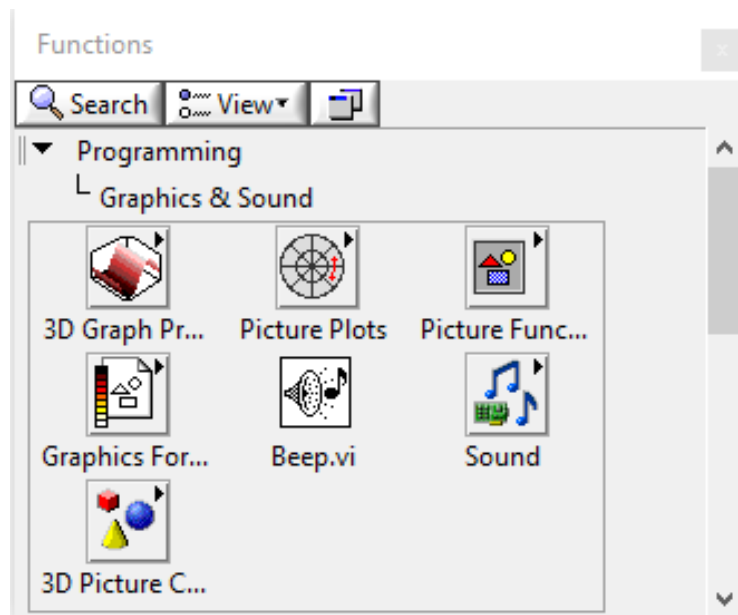 Functions
Search View
Programming
Graphics & Sound
3D Graph Pr... Picture Plots Picture Func...
Graphics For... Beep.vi Sound
3D Picture C...